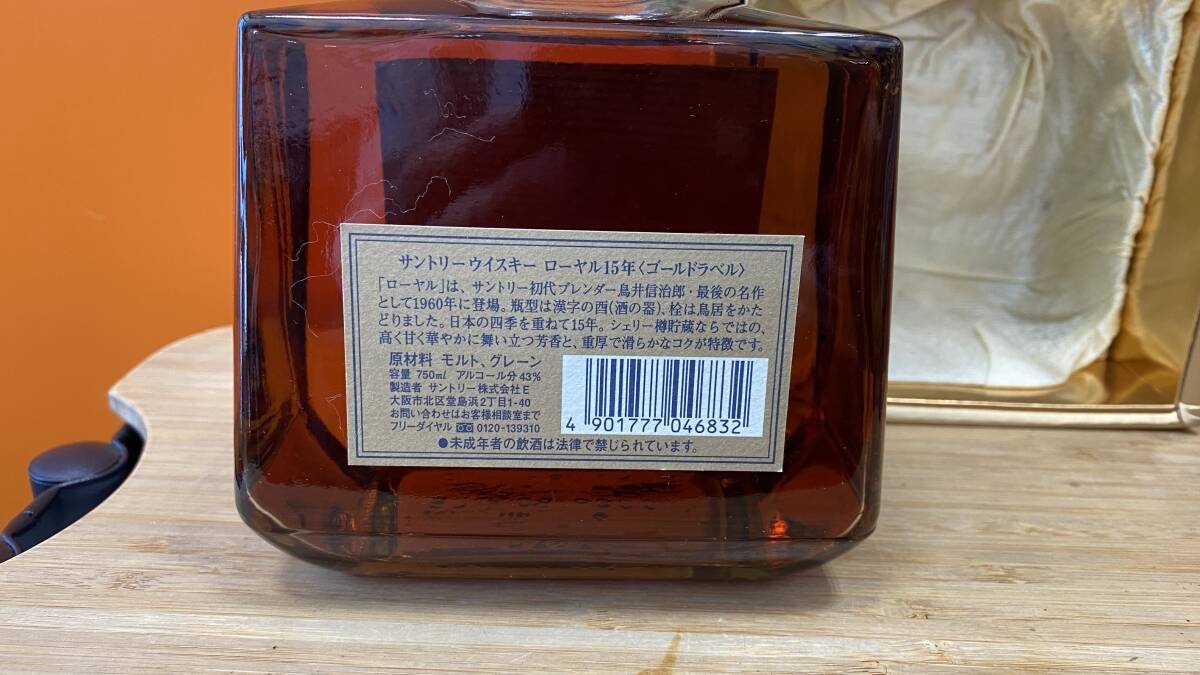 サントリーウイスキー ローヤル15年〈ゴールドラベル〉
「ローヤル」は、サントリー初代ブレンダー鳥井信治郎・最後の名作
として1960年に登場。瓶型は漢字の酉(酒の器)、栓は鳥居をかた
どりました。日本の四季を重ねて15年。シェリー樽貯蔵ならではの、
高く甘く華やかに舞い立つ芳香と、重厚で滑らかなコクが特徴です。
原材料 モルト、グレーン
容量 750ml アルコール分43%
製造者 サントリー株式会社E
大阪市北区堂島浜2丁目1-40
お問い合わせはお客様相談室まで
フリーダイヤル 0120-139310
4 901777 046832
●未成年者の飲酒は法律で禁じられています。